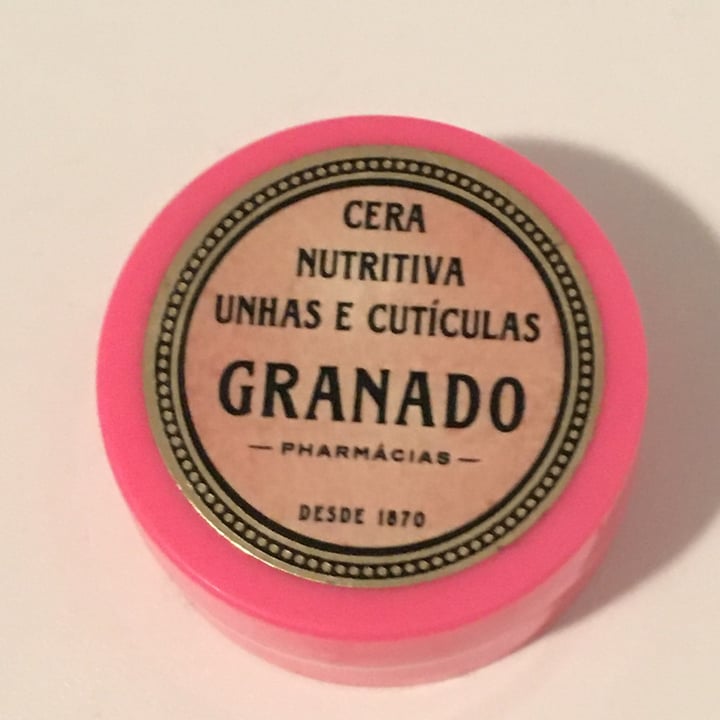 CERA
NUTRITIVA
UNHAS E CUTÍCULAS
GRANADO
— PHARMÁCIAS —
DESDE 1870